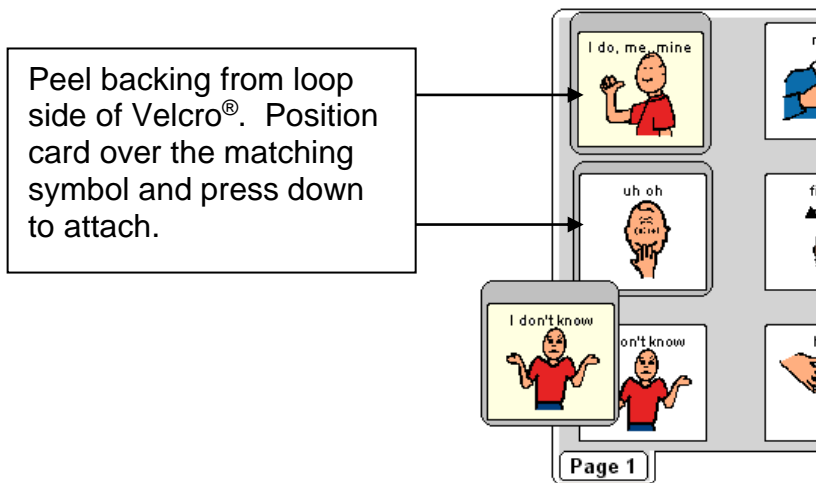 Peel backing from loop
side of Velcro®. Position
card over the matching
symbol and press down
to attach.
I do, me, mine
uh oh
I don't know
on't know
Page 1